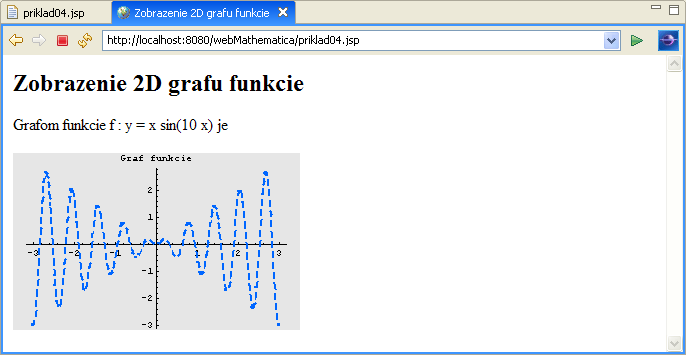 priklad04.jsp
Zobrazenie 2D grafu funkcie
http://localhost:8080/webMathematica/priklad04.jsp
Zobrazenie 2D grafu funkcie
Grafom funkcie f : y = x sin(10 x) je
Graf funkcie
2
1
-3 -2 -1 1 2 3
-1
-2
-3